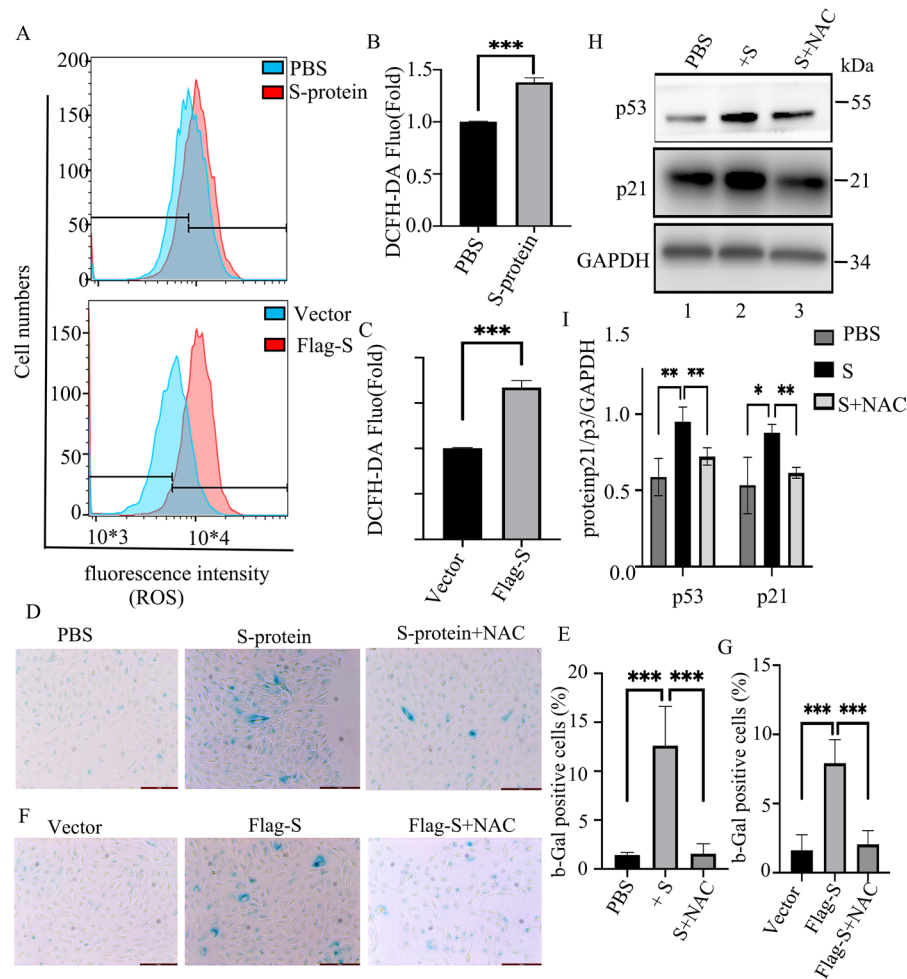 A
200
150
100
50
0
PBS
S-protein
150
100
50
0
Vector
Flag-S
10*3
10*4
Cell numbers
fluorescence intensity
(ROS)
B
***
1.5
1.0
0.5
0.0
DCFH-DA Fluo(Fold)
PBS
S-protein
C
***
DCFH-DA Fluo(Fold)
Vector
Flag-S
H
PBS
+S
S+NAC
kDa
p53
55
p21
21
GAPDH
34
1
2
3
I
1.5
1.0
0.5
0.0
proteinp21/p3/GAPDH
PBS
S
S+NAC
**
**
*
**
p53
p21
D
PBS
S-protein
S-protein+NAC
E
20
15
10
5
0
b-Gal positive cells (%)
***
***
PBS
+ S
S+NAC
F
Vector
Flag-S
Flag-S+NAC
G
15
10
5
0
b-Gal positive cells (%)
***
***
Vector
Flag-S
Flag-S+NAC